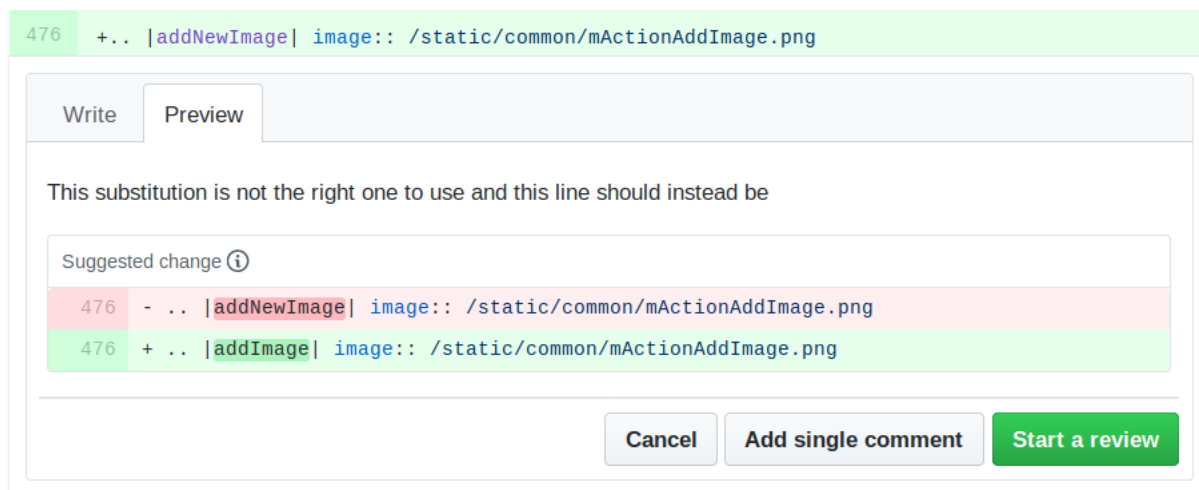 476 +.. |addNewImage| image:: /static/common/mActionAddImage.png
Write Preview
This substitution is not the right one to use and this line should instead be
Suggested change
476 - .. |addNewImage| image:: /static/common/mActionAddImage.png
476 + .. |addImage| image:: /static/common/mActionAddImage.png
Cancel Add single comment Start a review